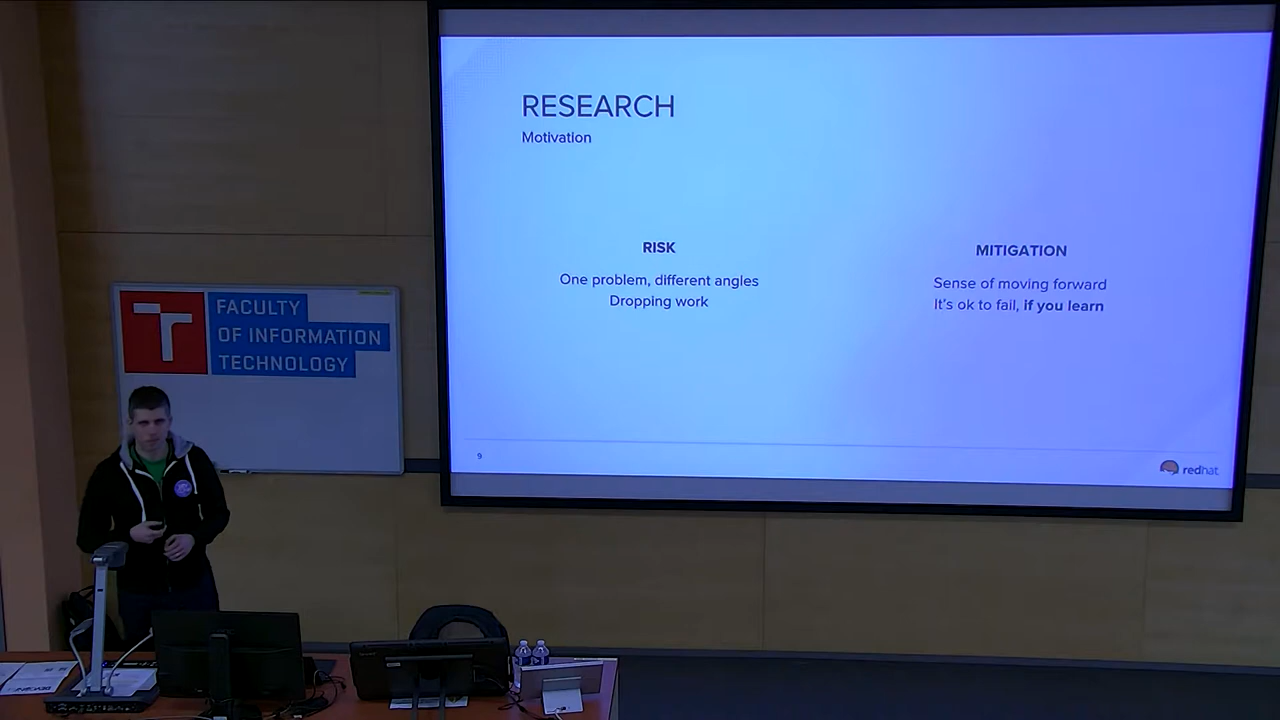 RESEARCH
Motivation
RISK
One problem, different angles
Dropping work
MITIGATION
Sense of moving forward
It's ok to fail, if you learn
9
redhat
FACULTY
OF INFORMATION
TECHNOLOGY